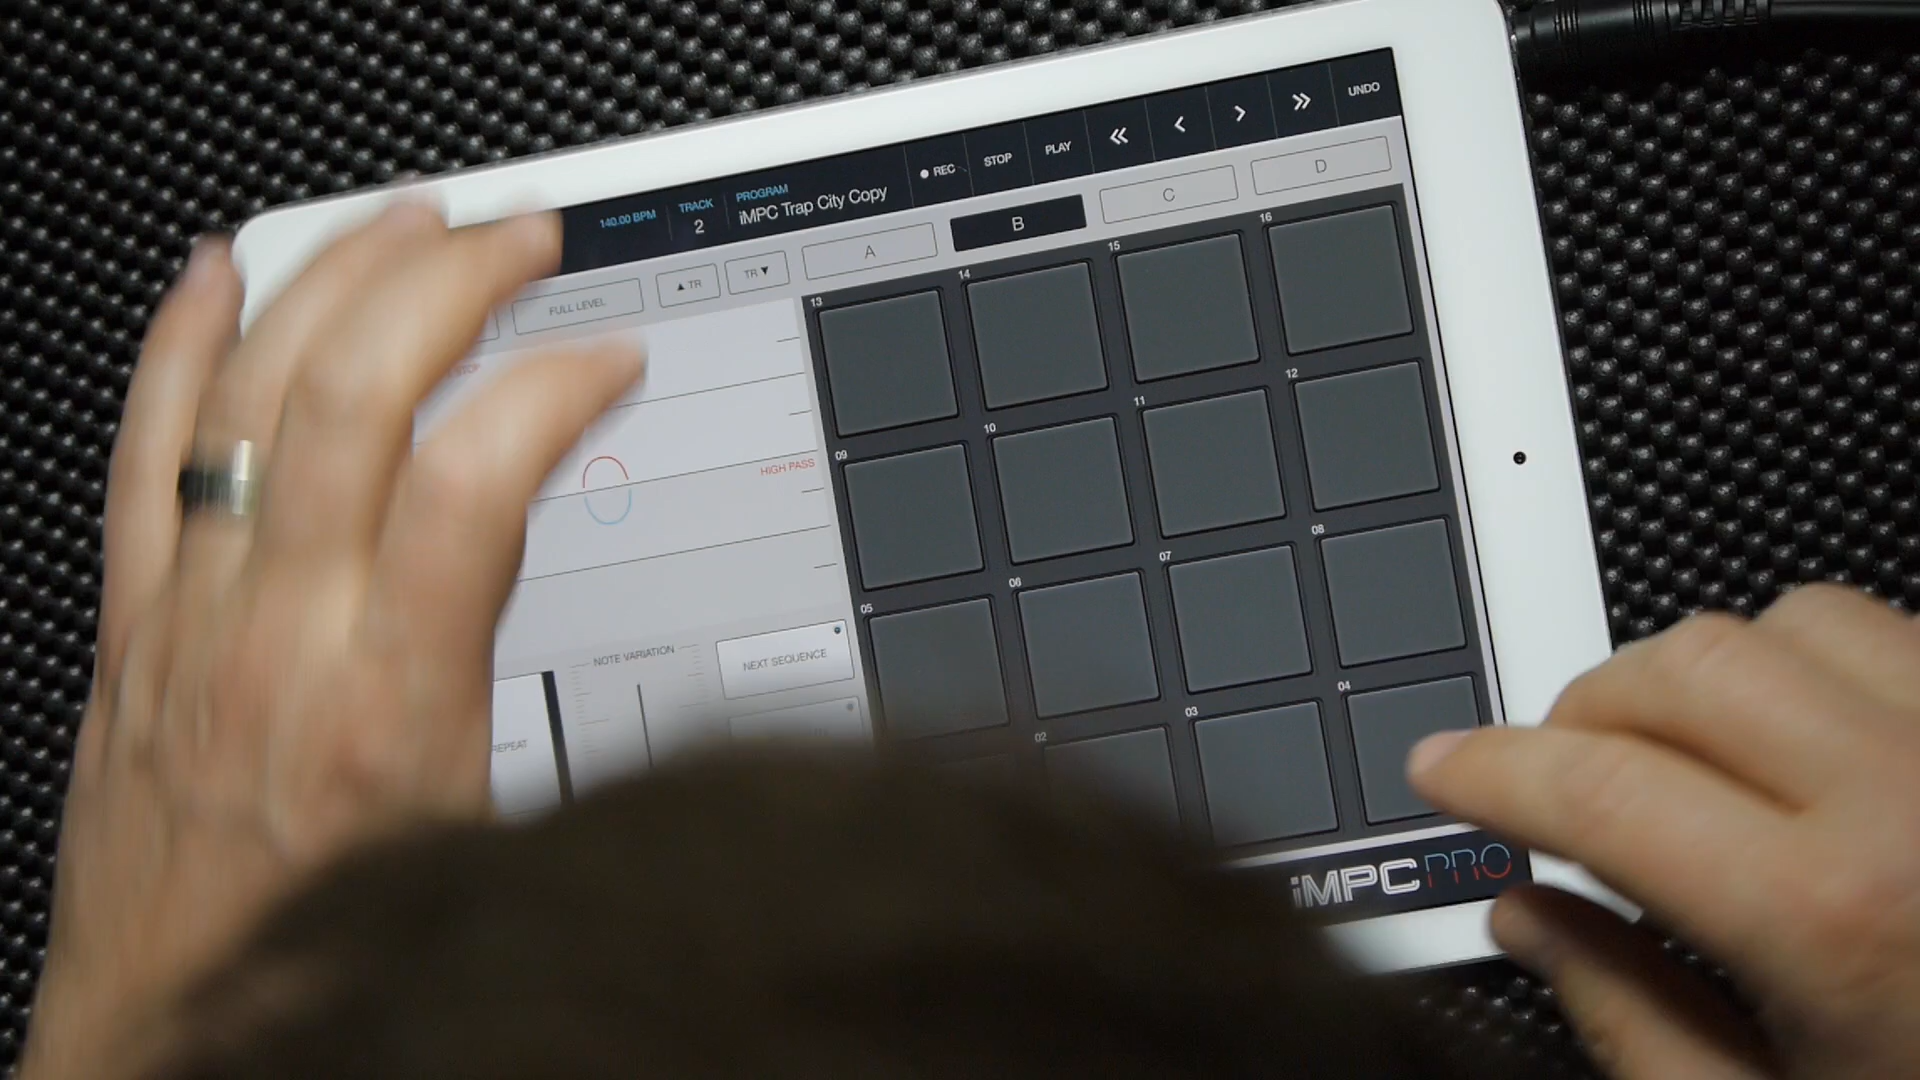 140.00 BPM
TRACK
2
PROGRAM
iMPC Trap City Copy
REC
STOP
PLAY
UNDO
FULL LEVEL
▲ TR
TR ▼
A
B
C
D
STOP
HIGH PASS
13
14
15
16
09
10
11
12
05
06
07
08
02
03
04
NOTE VARIATION
NEXT SEQUENCE
REPEAT
iMPC PRO